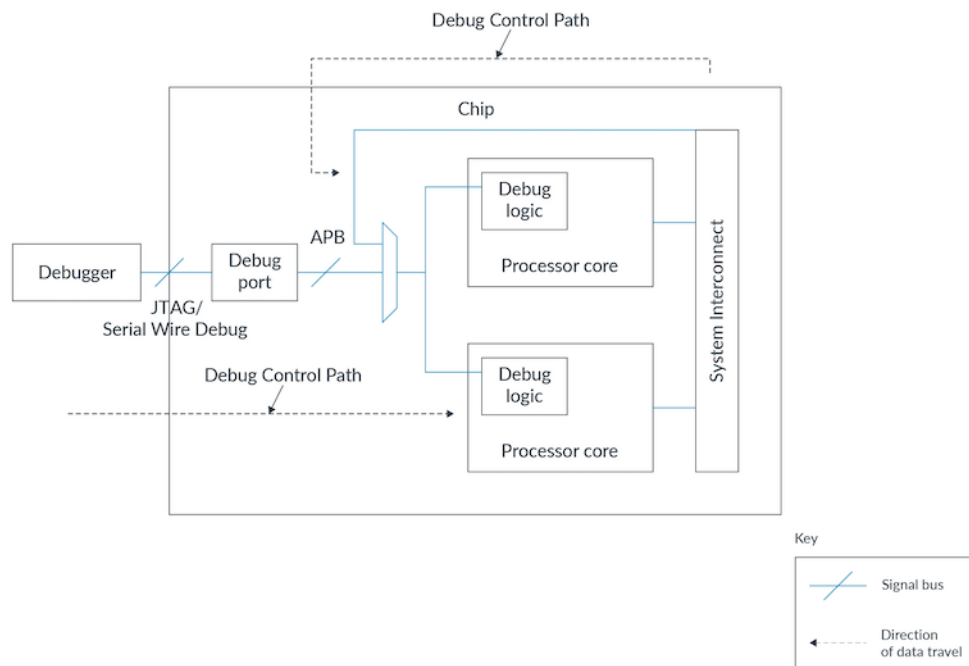 Debug Control Path
Chip
Debug
logic
Processor core
APB
Debugger
Debug
port
JTAG/
Serial Wire Debug
System Interconnect
Debug Control Path
Debug
logic
Processor core
Key
Signal bus
Direction
of data travel